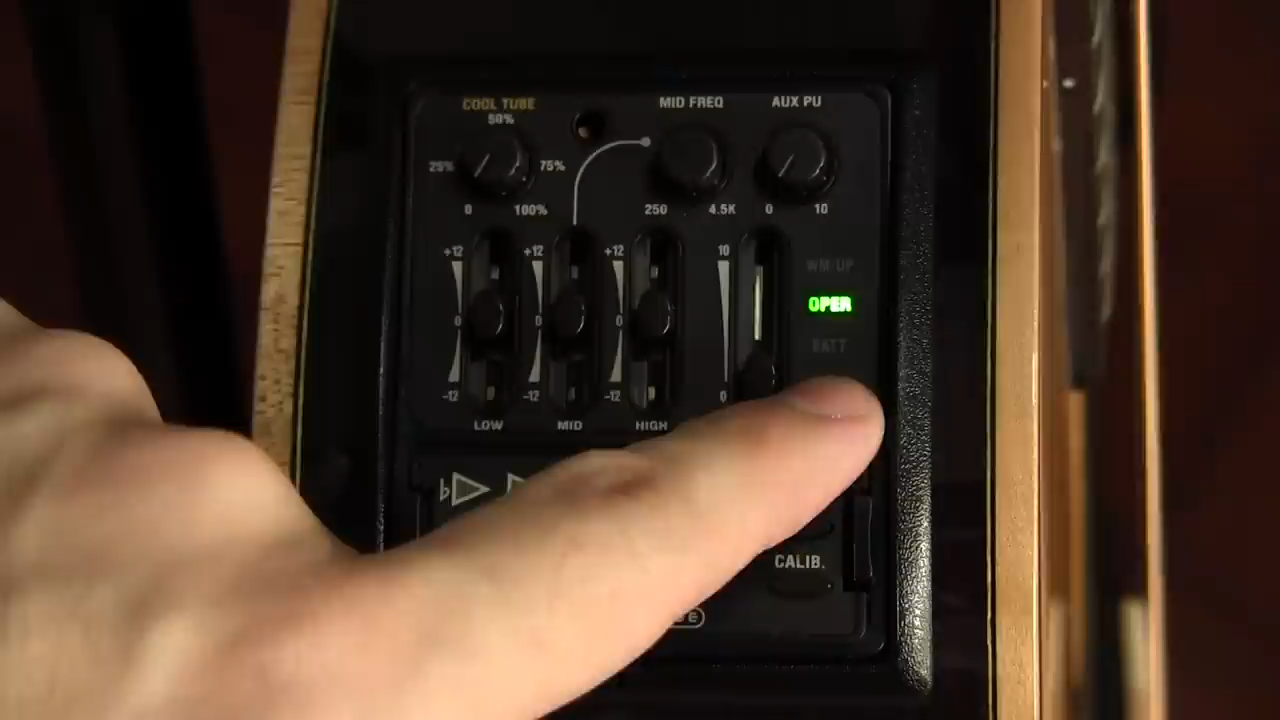 COOL TUBE
50%
25%
75%
0
100%
MID FREQ
250
4.5K
AUX PU
0
10
+12
0
-12
LOW
+12
0
-12
MID
+12
0
-12
HIGH
10
0
WM/UP
OPER
BATT
♭
CALIB.